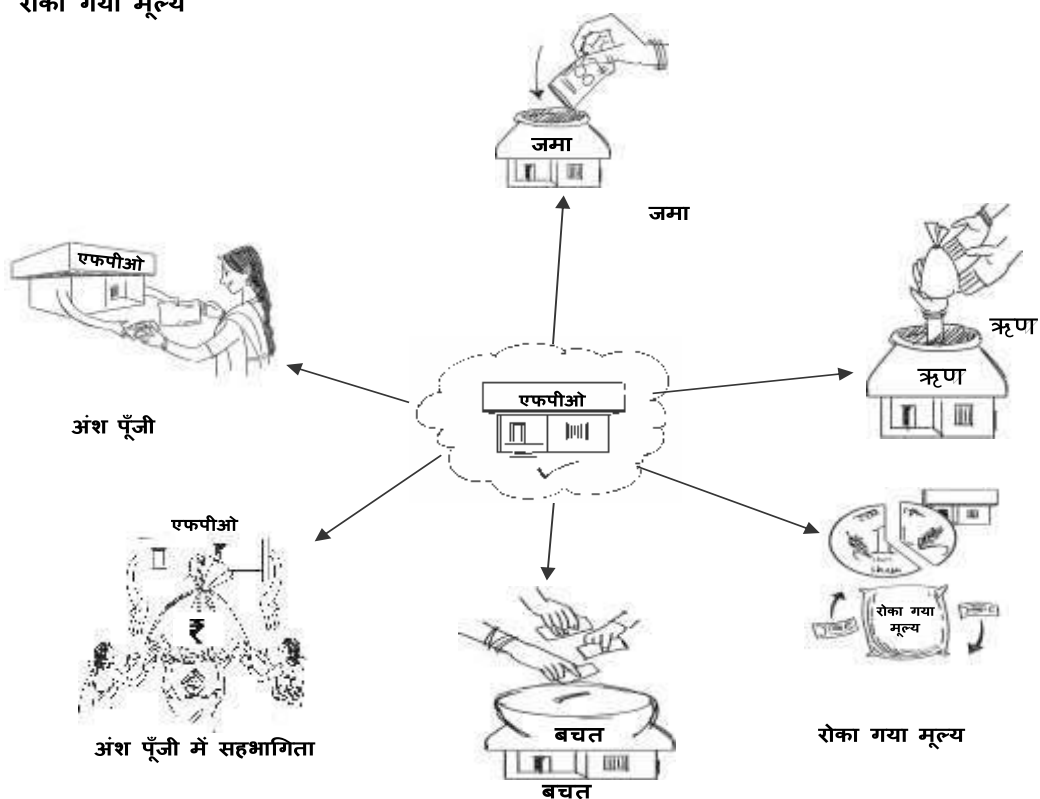 रोका गया मूल्य
जमा
जमा
एफपीओ
ऋण
ऋण
अंश पूँजी
एफपीओ
एफपीओ
₹
अंश पूँजी में सहभागिता
रोका गया
मूल्य
रोका गया मूल्य
बचत
बचत